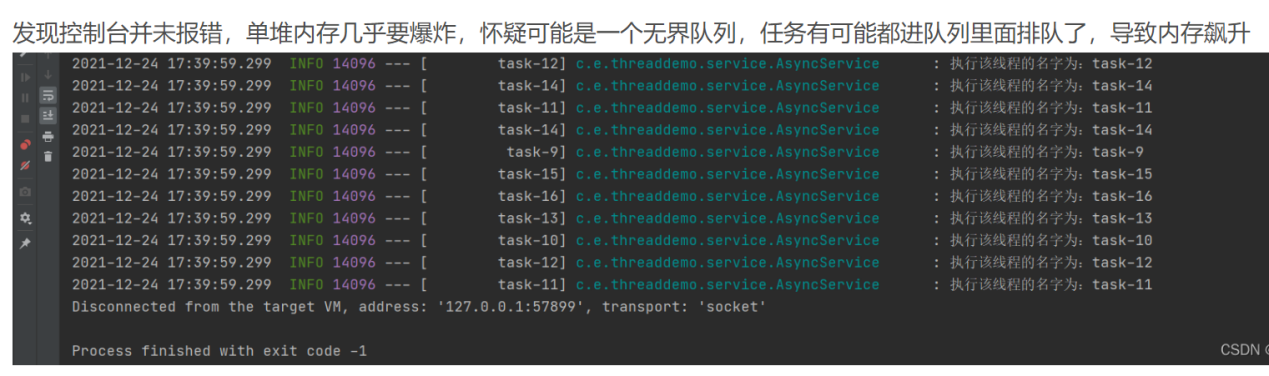 发现控制台并未报错，单堆内存几乎要爆炸，怀疑可能是一个无界队列，任务有可能都进队列里面排队了，导致内存飙升
2021-12-24 17:39:59.299  INFO 14096 --- [        task-12] c.e.threaddemo.service.AsyncService      : 执行该线程的名字为：task-12
2021-12-24 17:39:59.299  INFO 14096 --- [        task-14] c.e.threaddemo.service.AsyncService      : 执行该线程的名字为：task-14
2021-12-24 17:39:59.299  INFO 14096 --- [        task-11] c.e.threaddemo.service.AsyncService      : 执行该线程的名字为：task-11
2021-12-24 17:39:59.299  INFO 14096 --- [        task-14] c.e.threaddemo.service.AsyncService      : 执行该线程的名字为：task-14
2021-12-24 17:39:59.299  INFO 14096 --- [         task-9] c.e.threaddemo.service.AsyncService      : 执行该线程的名字为：task-9
2021-12-24 17:39:59.299  INFO 14096 --- [        task-15] c.e.threaddemo.service.AsyncService      : 执行该线程的名字为：task-15
2021-12-24 17:39:59.299  INFO 14096 --- [        task-16] c.e.threaddemo.service.AsyncService      : 执行该线程的名字为：task-16
2021-12-24 17:39:59.299  INFO 14096 --- [        task-13] c.e.threaddemo.service.AsyncService      : 执行该线程的名字为：task-13
2021-12-24 17:39:59.299  INFO 14096 --- [        task-10] c.e.threaddemo.service.AsyncService      : 执行该线程的名字为：task-10
2021-12-24 17:39:59.299  INFO 14096 --- [        task-12] c.e.threaddemo.service.AsyncService      : 执行该线程的名字为：task-12
2021-12-24 17:39:59.299  INFO 14096 --- [        task-11] c.e.threaddemo.service.AsyncService      : 执行该线程的名字为：task-11
Disconnected from the target VM, address: '127.0.0.1:57899', transport: 'socket'
Process finished with exit code -1
CSDN @